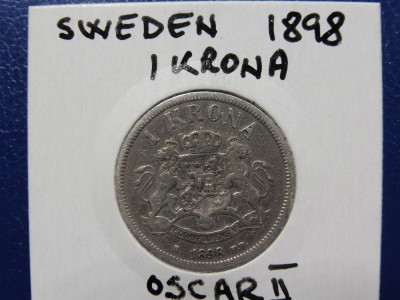 SWEDEN 1898
1 KRONA
1 KRONA
1898
OSCAR II